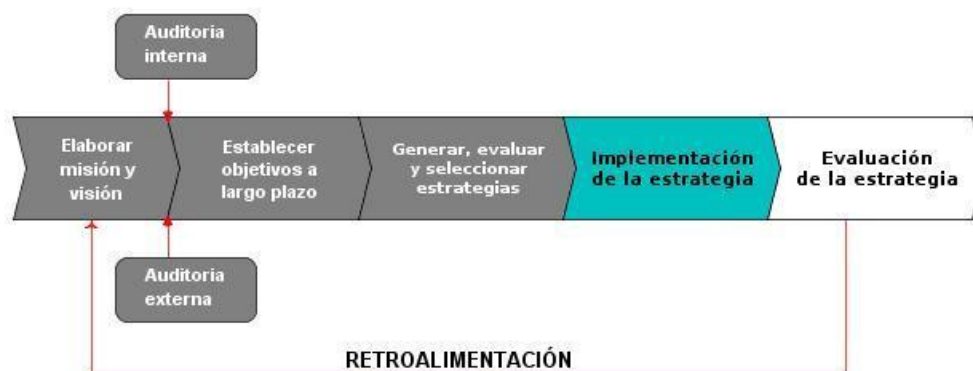 Auditoria
interna
Elaborar
misión y
visión
Establecer
objetivos a
largo plazo
Generar, evaluar
y seleccionar
estrategias
Implementación
de la estrategia
Evaluación
de la estrategia
Auditoría
externa
RETROALIMENTACIÓN